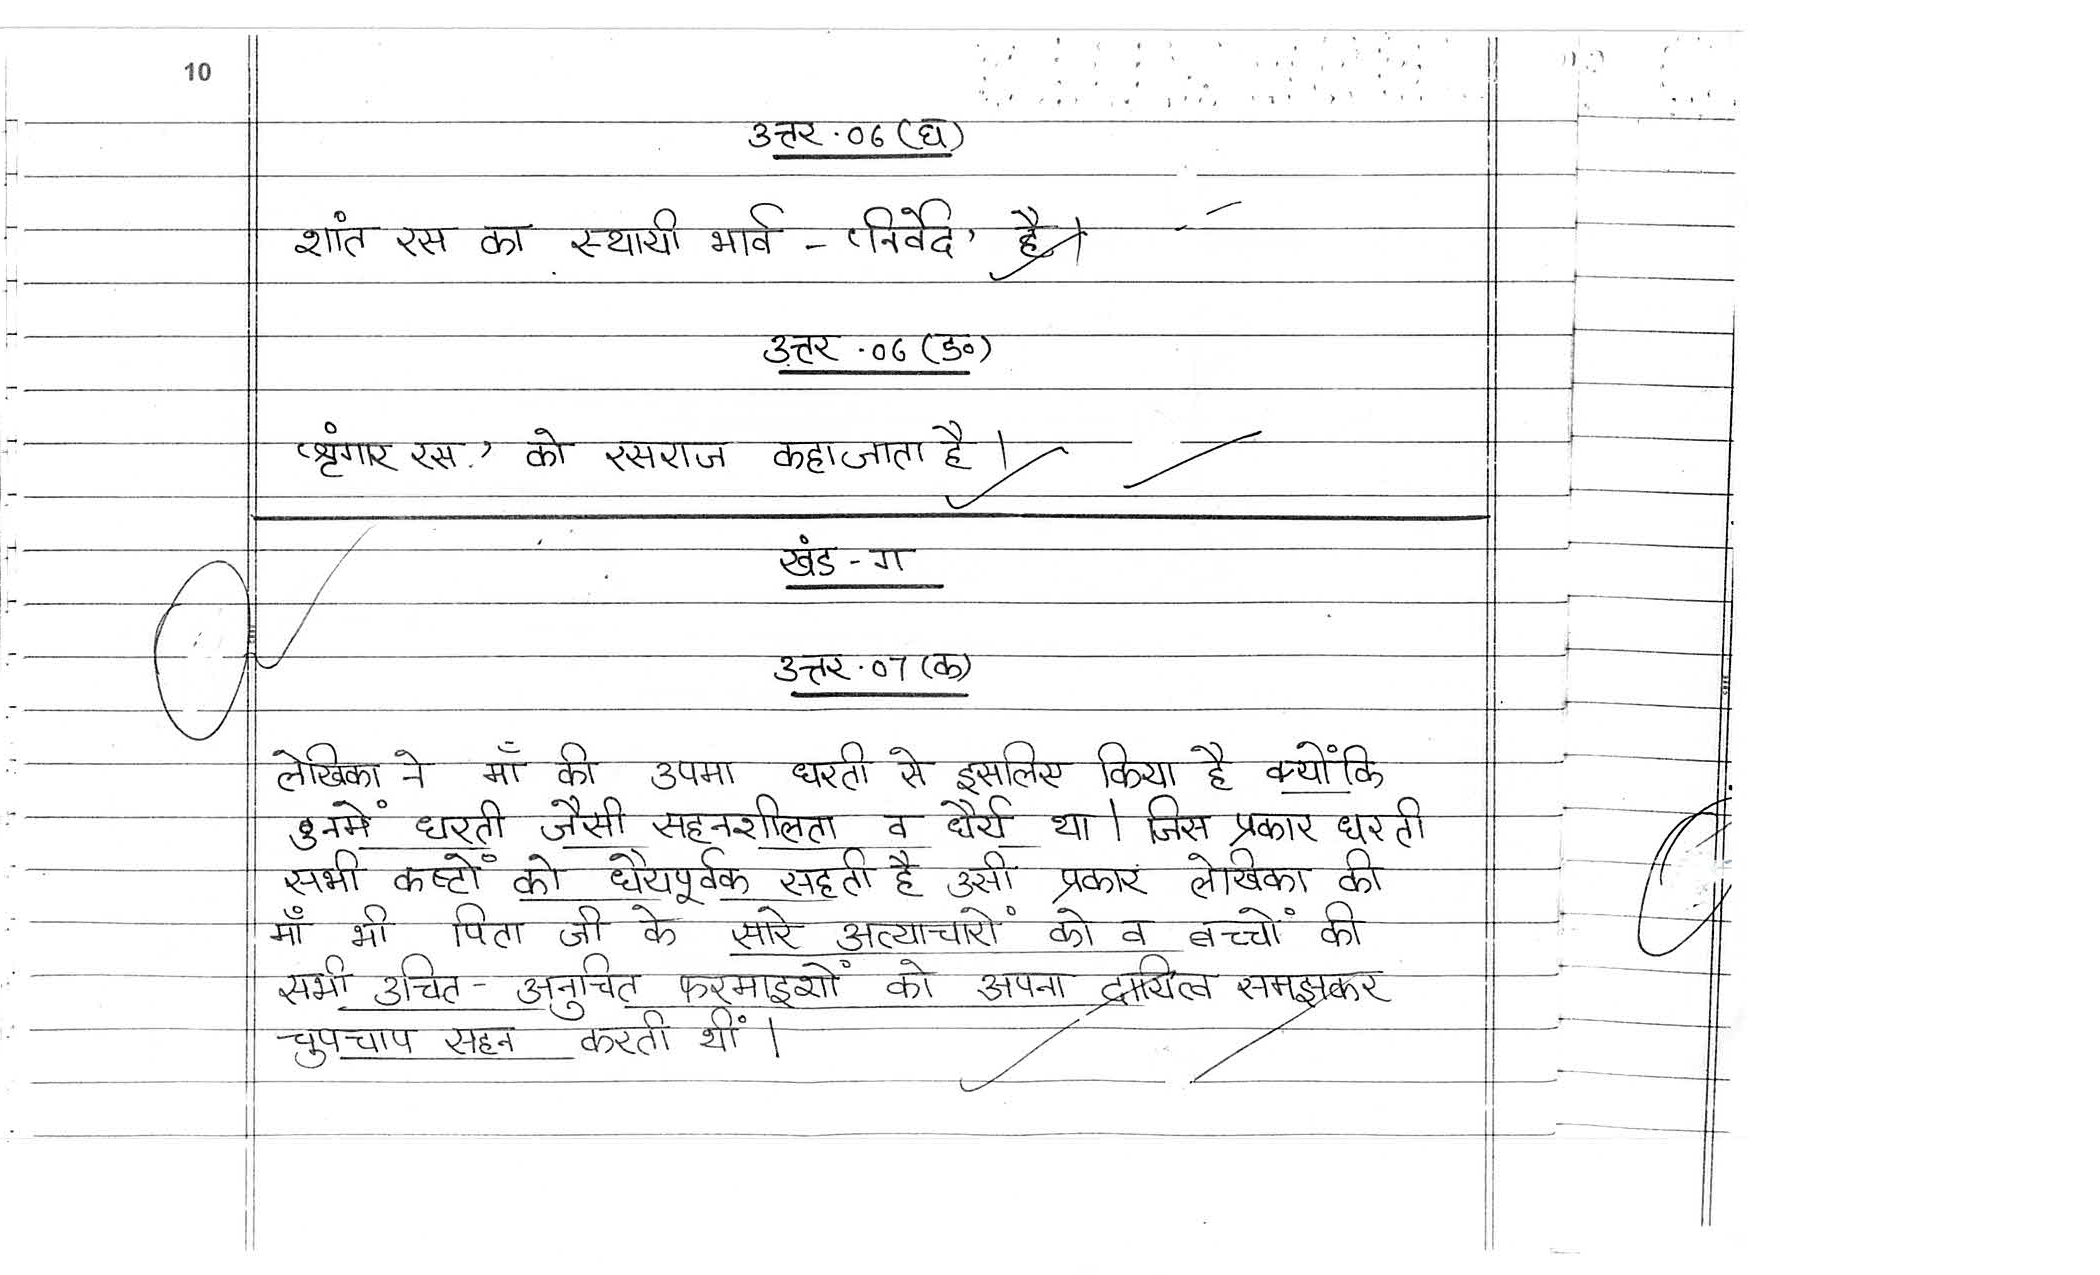 10
उत्तर.06 (घ)
शांत रस का स्थायी भाव - 'निर्वेद' है।
उत्तर.06 (ङ)
'श्रृंगार रस.' को रसराज कहा जाता है।
खंड - ग
उत्तर.07 (क)
लेखिका ने माँ की उपमा धरती से इसलिए किया है क्योंकि
उनमें धरती जैसी सहनशीलता व धैर्य था। जिस प्रकार धरती
सभी कष्टों को धैर्यपूर्वक सहती है उसी प्रकार लेखिका की
माँ भी पिता जी के सारे अत्याचारों को व बच्चों की
सभी उचित - अनुचित फरमाइशों को अपना दायित्व समझकर
चुपचाप सहन करती थीं।